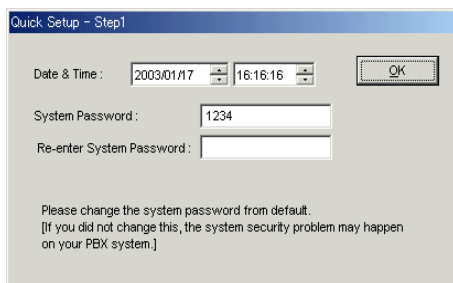 Quick Setup - Step1
Date & Time : 2003/01/17 16:16:16 OK
System Password : 1234
Re-enter System Password :
Please change the system password from default.
[If you did not change this, the system security problem may happen
on your PBX system.]